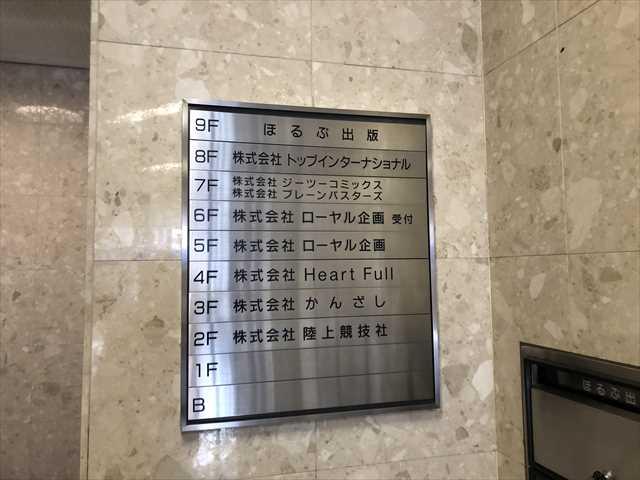 9F ほるぷ出版
8F 株式会社 トップインターナショナル
7F 株式会社 ジーツーコミックス
株式会社 ブレーンバスターズ
6F 株式会社 ローヤル企画 受付
5F 株式会社 ローヤル企画
4F 株式会社 Heart Full
3F 株式会社 かんざし
2F 株式会社 陸上競技社
1F
B
ほるぷ出